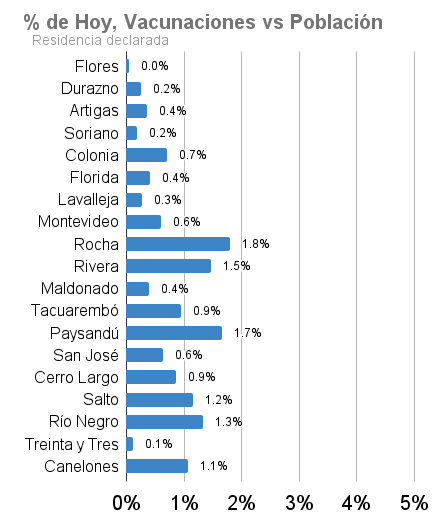 % de Hoy, Vacunaciones vs Población
Residencia declarada
Flores 0.0%
Durazno 0.2%
Artigas 0.4%
Soriano 0.2%
Colonia 0.7%
Florida 0.4%
Lavalleja 0.3%
Montevideo 0.6%
Rocha 1.8%
Rivera 1.5%
Maldonado 0.4%
Tacuarembó 0.9%
Paysandú 1.7%
San José 0.6%
Cerro Largo 0.9%
Salto 1.2%
Río Negro 1.3%
Treinta y Tres 0.1%
Canelones 1.1%
0% 1% 2% 3% 4% 5%